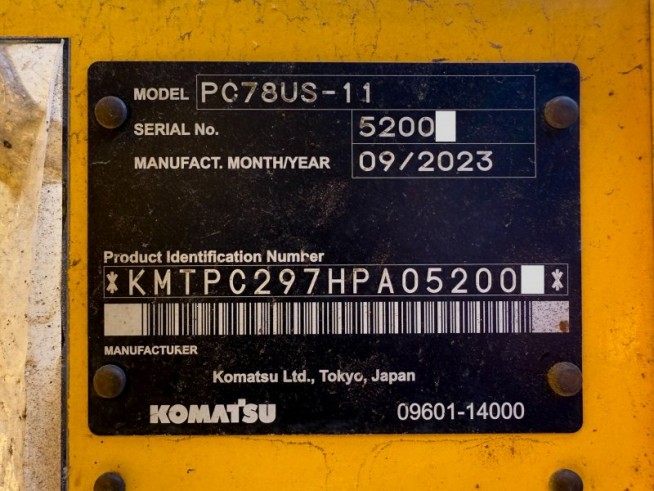 MODEL PC78US-11
SERIAL No. 5200
MANUFACT. MONTH/YEAR 09/2023
Product Identification Number
*KMTPC297HPA05200 *
MANUFACTURER
Komatsu Ltd., Tokyo, Japan
KOMATSU 09601-14000